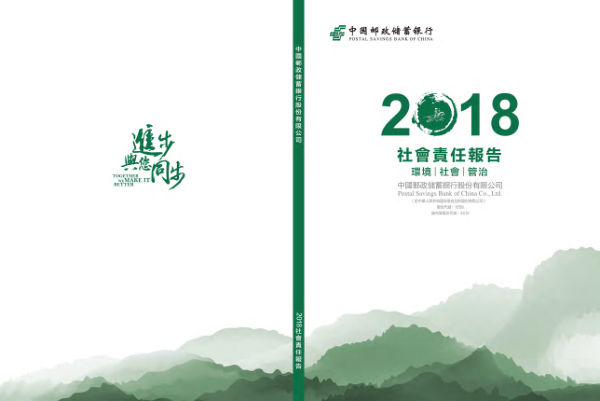 進步
與您
同步
TOGETHER
WE MAKE IT
BETTER
中國郵政儲蓄銀行股份有限公司
2018社會責任報告
中國郵政儲蓄銀行
POSTAL SAVINGS BANK OF CHINA
2018
社會責任報告
環境|社會|管治
中國郵政儲蓄銀行股份有限公司
Postal Savings Bank of China Co., Ltd.